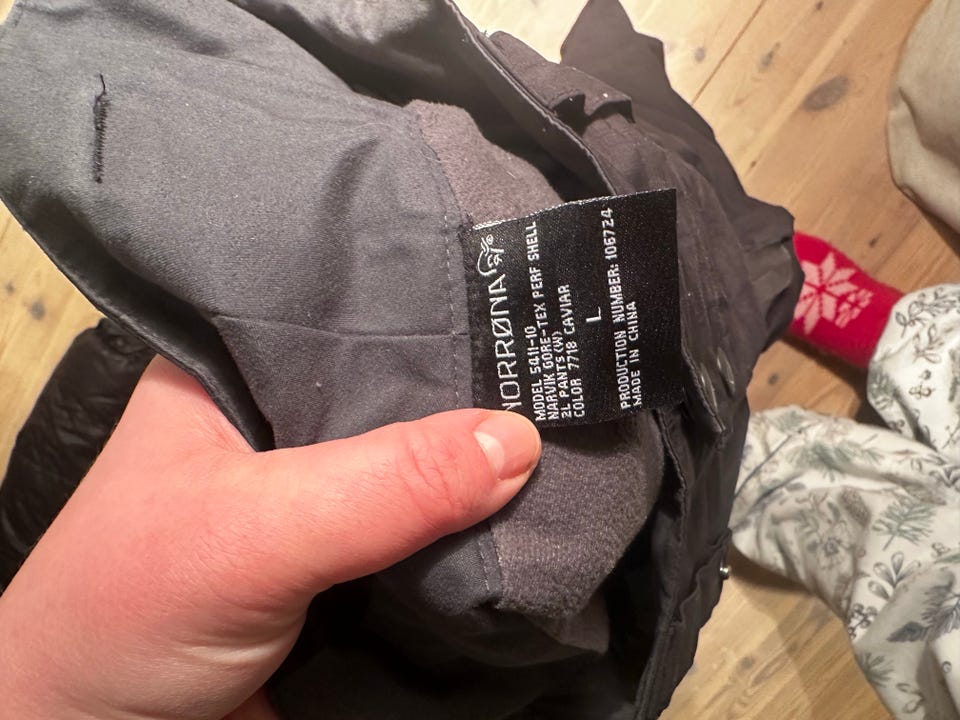 NORRØNA
MODEL 5411-10
NARVIK GORE-TEX PERF SHELL
2L PANTS (W)
COLOR 7718 CAVIAR
L
PRODUCTION NUMBER: 106724
MADE IN CHINA